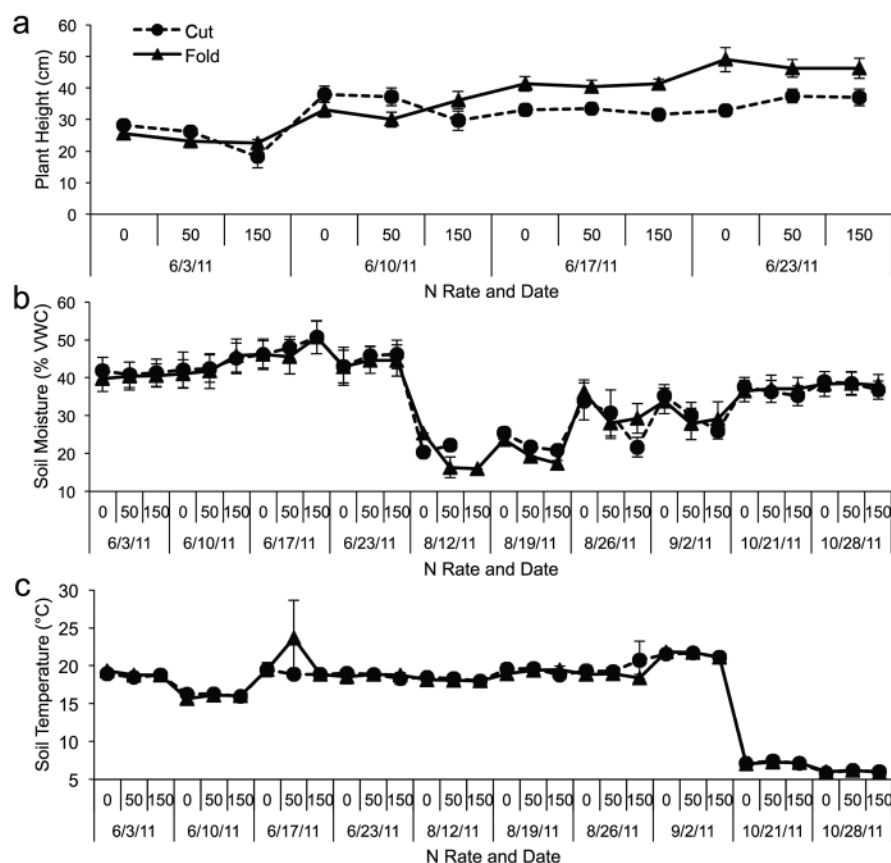 a
Cut
Fold
Plant Height (cm)
60
50
40
30
20
10
0
0 50 150 0 50 150 0 50 150 0 50 150
6/3/11 6/10/11 6/17/11 6/23/11
N Rate and Date
b
Soil Moisture (% VWC)
60
50
40
30
20
10
0 50 150 0 50 150 0 50 150 0 50 150 0 50 150 0 50 150 0 50 150 0 50 150 0 50 150 0 50 150
6/3/11 6/10/11 6/17/11 6/23/11 8/12/11 8/19/11 8/26/11 9/2/11 10/21/11 10/28/11
N Rate and Date
c
Soil Temperature (°C)
30
25
20
15
10
5
0 50 150 0 50 150 0 50 150 0 50 150 0 50 150 0 50 150 0 50 150 0 50 150 0 50 150 0 50 150
6/3/11 6/10/11 6/17/11 6/23/11 8/12/11 8/19/11 8/26/11 9/2/11 10/21/11 10/28/11
N Rate and Date